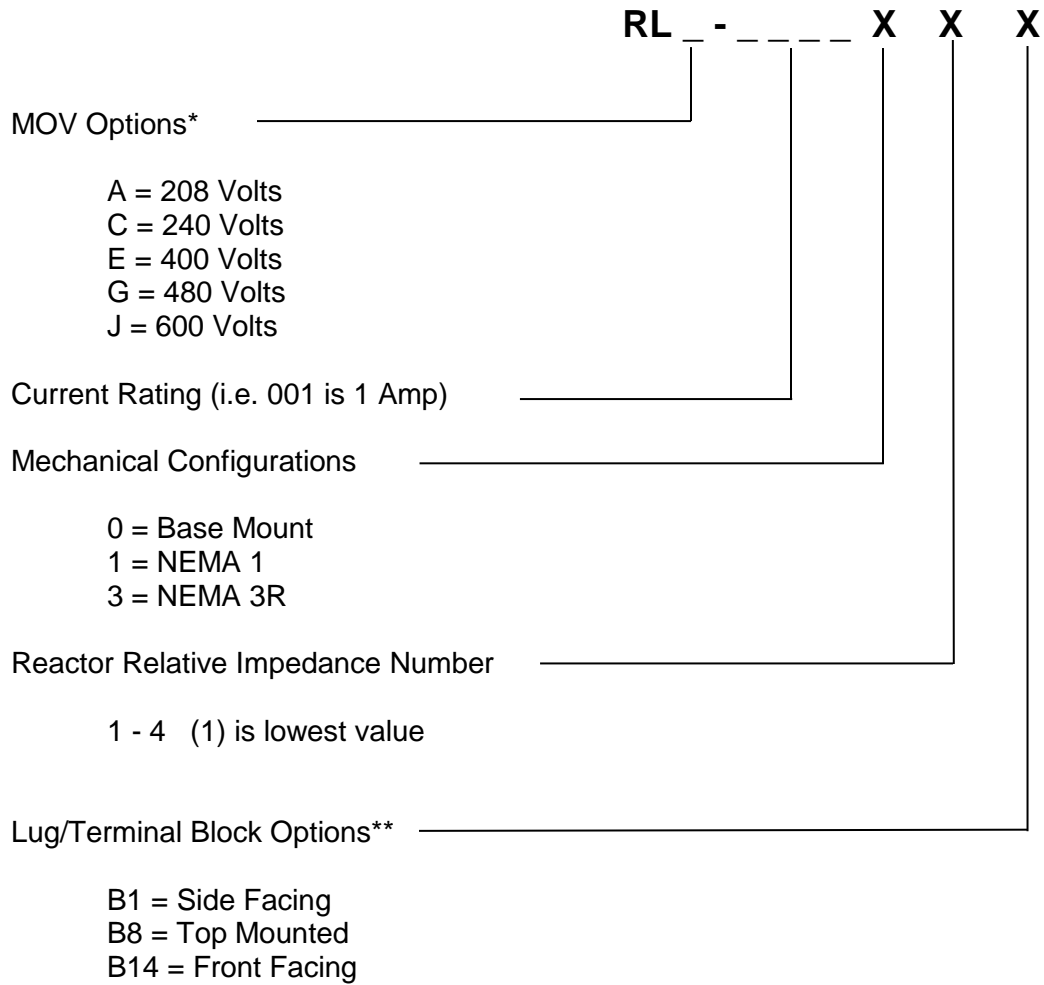 RL _ - _ _ _ _ X X X
MOV Options*
A = 208 Volts
C = 240 Volts
E = 400 Volts
G = 480 Volts
J = 600 Volts
Current Rating (i.e. 001 is 1 Amp)
Mechanical Configurations
0 = Base Mount
1 = NEMA 1
3 = NEMA 3R
Reactor Relative Impedance Number
1 - 4 (1) is lowest value
Lug/Terminal Block Options**
B1 = Side Facing
B8 = Top Mounted
B14 = Front Facing